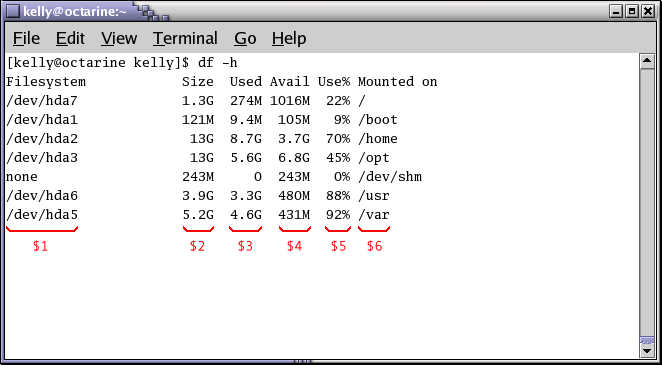 kelly@octarine:~
File Edit View Terminal Go Help
[kelly@octarine kelly]$ df -h
Filesystem Size Used Avail Use% Mounted on
/dev/hda7 1.3G 274M 1016M 22% /
/dev/hda1 121M 9.4M 105M 9% /boot
/dev/hda2 13G 8.7G 3.7G 70% /home
/dev/hda3 13G 5.6G 6.8G 45% /opt
none 243M 0 243M 0% /dev/shm
/dev/hda6 3.9G 3.3G 480M 88% /usr
/dev/hda5 5.2G 4.6G 431M 92% /var
$1 $2 $3 $4 $5 $6